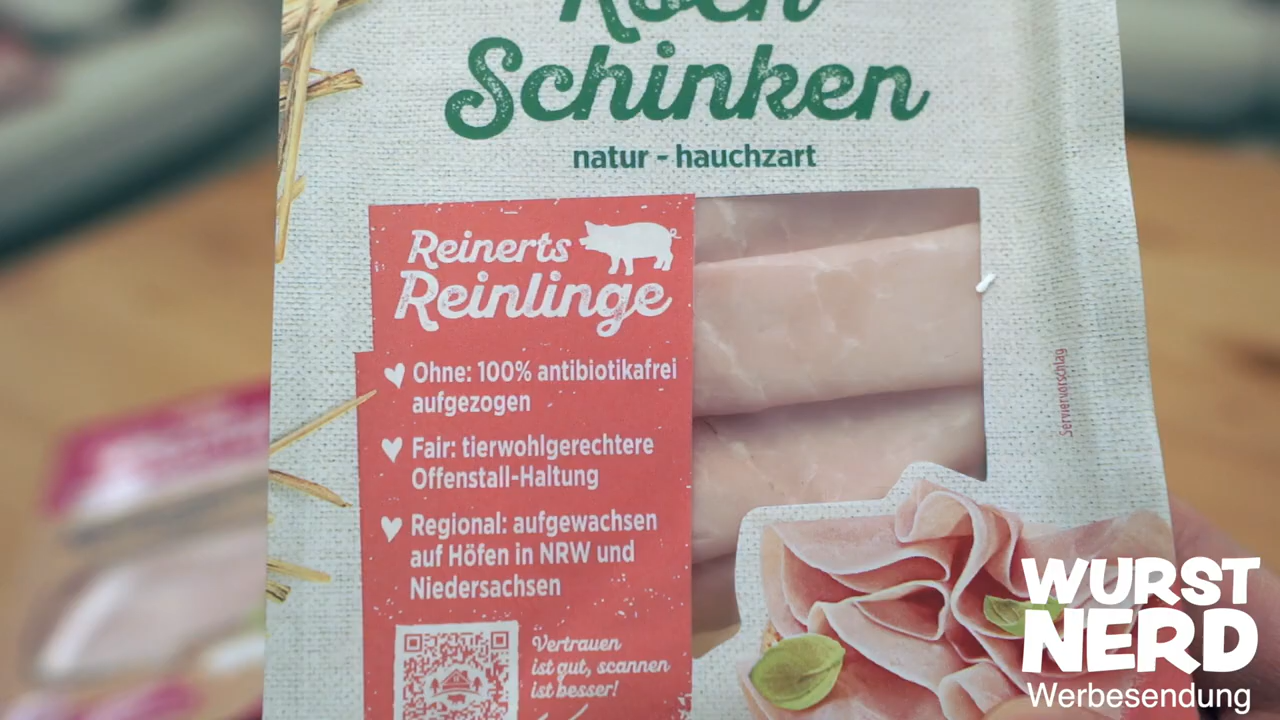 Koch
Schinken
natur - hauchzart
Reinerts
Reinlinge
Ohne: 100% antibiotikafrei
aufgezogen
Fair: tierwohlgerechtere
Offenstall-Haltung
Regional: aufgewachsen
auf Höfen in NRW und
Niedersachsen
Vertrauen
ist gut, scannen
ist besser!
Serviervorschlag
WURST
NERD
Werbesendung